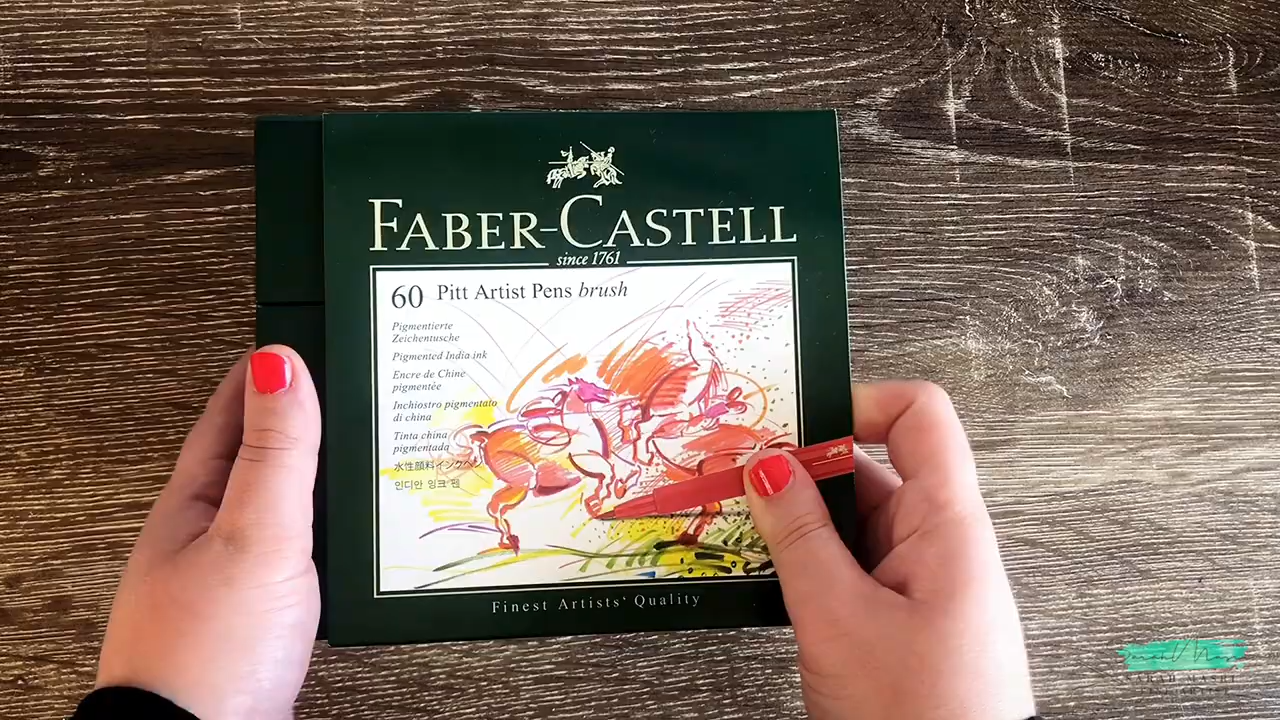 FABER-CASTELL
since 1761
60 Pitt Artist Pens brush
Pigmentierte
Zeichentusche
Pigmented India ink
Encre de Chine
pigmentée
Inchiostro pigmentato
di china
Tinta china
pigmentada
水性顔料インクペン
인디안 잉크 펜
Finest Artists' Quality